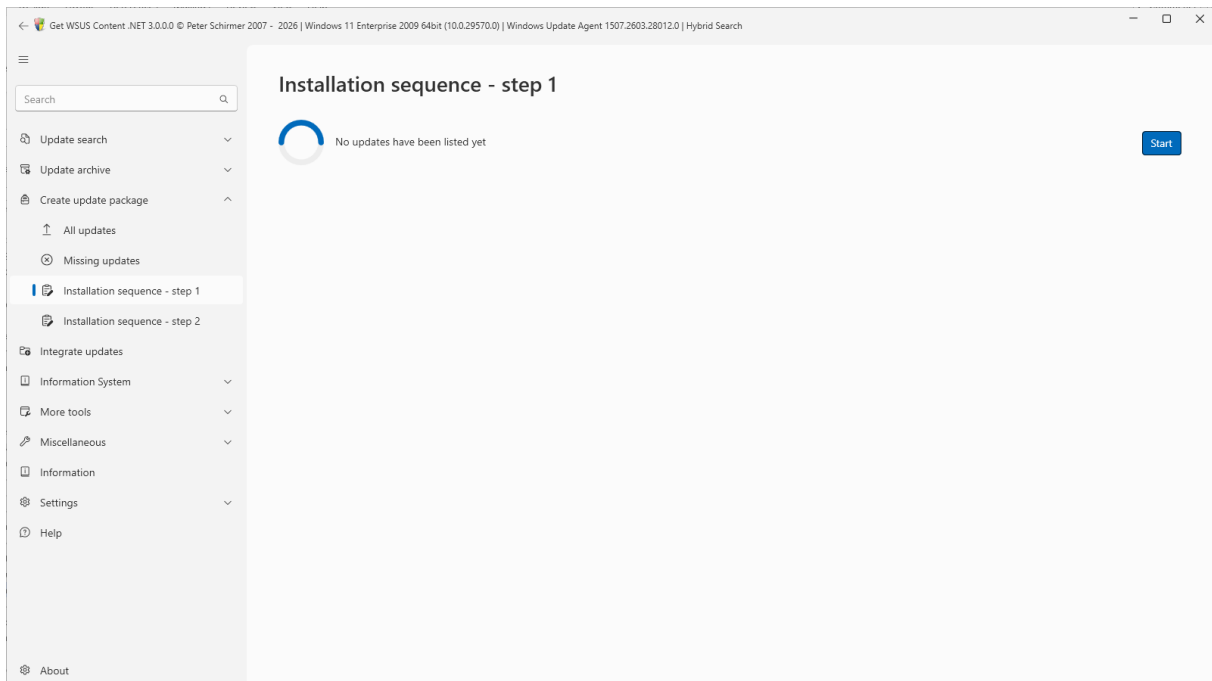 Get WSUS Content .NET 3.0.0.0 © Peter Schirmer 2007 - 2026 | Windows 11 Enterprise 2009 64bit (10.0.29570.0) | Windows Update Agent 1507.2603.28012.0 | Hybrid Search
Search
Update search
Update archive
Create update package
All updates
Missing updates
Installation sequence - step 1
Installation sequence - step 2
Integrate updates
Information System
More tools
Miscellaneous
Information
Settings
Help
About
Installation sequence - step 1
No updates have been listed yet
Start